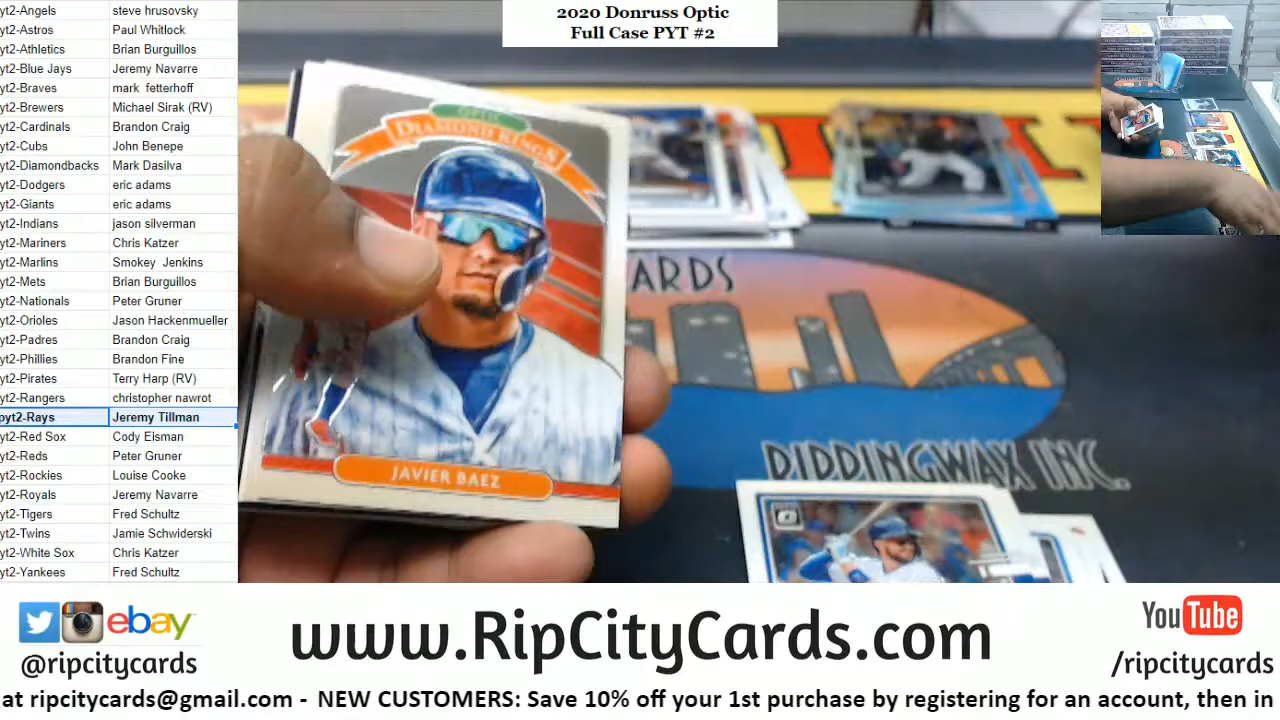 yt2-Angels steve hrusovsky
yt2-Astros Paul Whitlock
yt2-Athletics Brian Burguillos
yt2-Blue Jays Jeremy Navarre
yt2-Braves mark fetterhoff
yt2-Brewers Michael Sirak (RV)
yt2-Cardinals Brandon Craig
yt2-Cubs John Benepe
yt2-Diamondbacks Mark Dasilva
yt2-Dodgers eric adams
yt2-Giants eric adams
yt2-Indians jason silverman
yt2-Mariners Chris Katzer
yt2-Marlins Smokey Jenkins
yt2-Mets Brian Burguillos
yt2-Nationals Peter Gruner
yt2-Orioles Jason Hackenmueller
yt2-Padres Brandon Craig
yt2-Phillies Brandon Fine
yt2-Pirates Terry Harp (RV)
yt2-Rangers christopher nawrot
pyt2-Rays Jeremy Tillman
yt2-Red Sox Cody Elsman
yt2-Reds Peter Gruner
yt2-Rockies Louise Cooke
yt2-Royals Jeremy Navarre
yt2-Tigers Fred Schultz
yt2-Twins Jamie Schwiderski
yt2-White Sox Chris Katzer
yt2-Yankees Fred Schultz
2020 Donruss Optic
Full Case PYT #2
OPTIC
DIAMOND KINGS
JAVIER BAEZ
ARDS
DIDDINGWAX INC.
ebay
@ripcitycards
www.RipCityCards.com
YouTube
/ripcitycards
at ripcitycards@gmail.com - NEW CUSTOMERS: Save 10% off your 1st purchase by registering for an account, then in